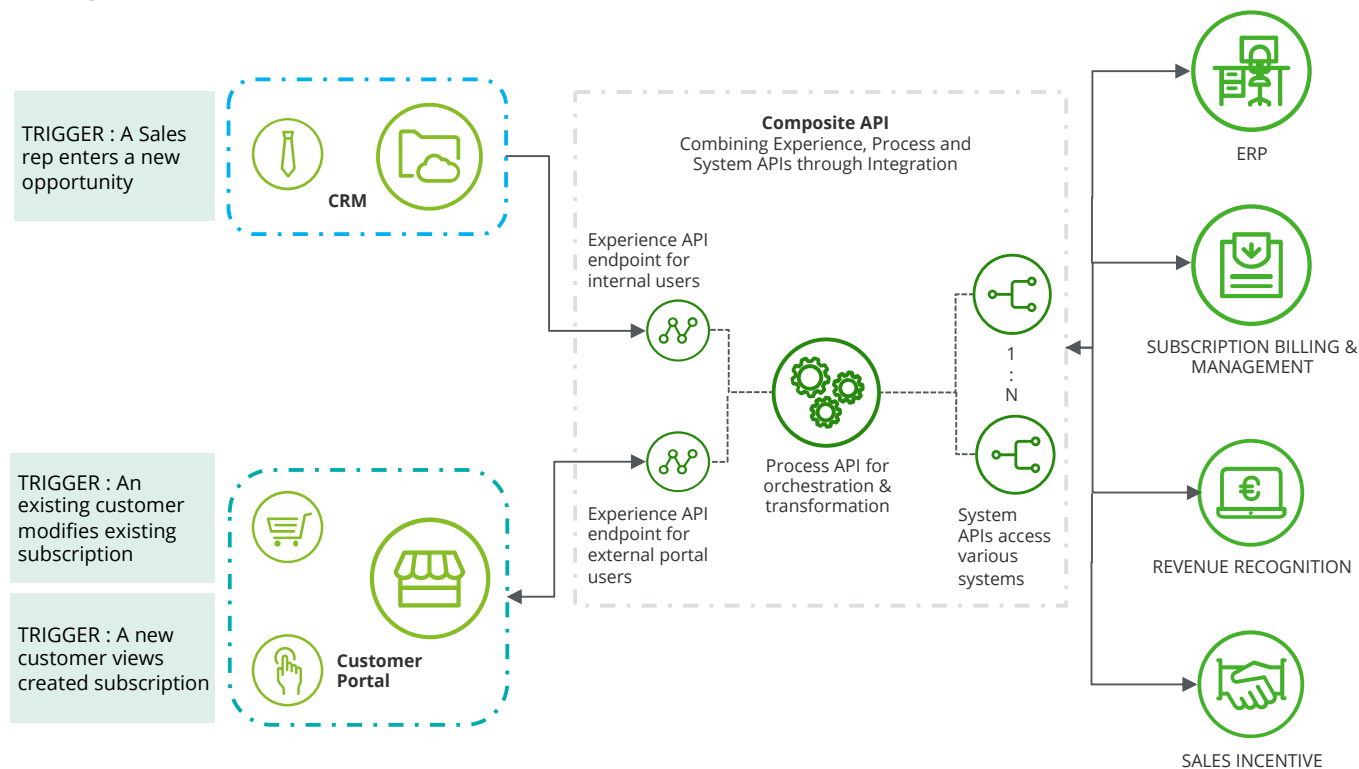 TRIGGER : A Sales
rep enters a new
opportunity
CRM
TRIGGER : An
existing customer
modifies existing
subscription
TRIGGER : A new
customer views
created subscription
Customer
Portal
Composite API
Combining Experience, Process and
System APIs through Integration
Experience API
endpoint for
internal users
Experience API
endpoint for
external portal
users
Process API for
orchestration &
transformation
1
:
N
System
APIs access
various
systems
ERP
SUBSCRIPTION BILLING &
MANAGEMENT
€
REVENUE RECOGNITION
SALES INCENTIVE